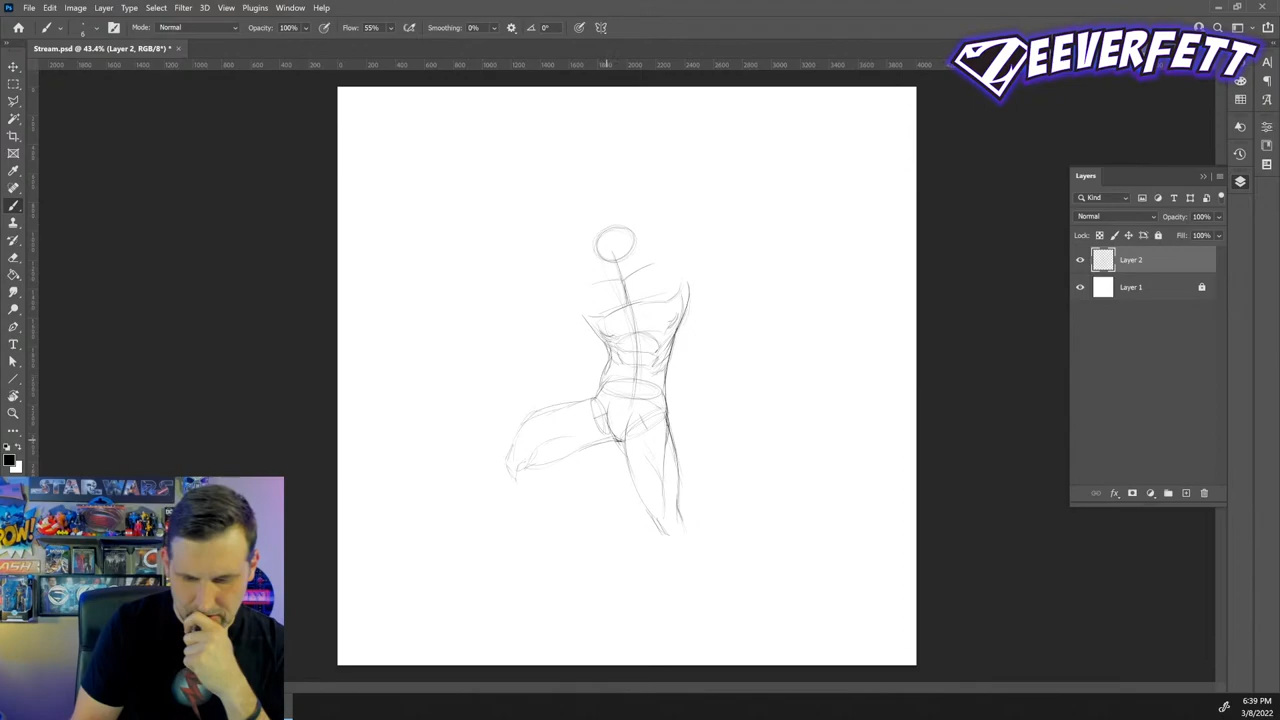 File Edit Image Layer Type Select Filter 3D View Plugins Window Help
Mode: Normal Opacity: 100% Flow: 55% Smoothing: 0% 0°
Stream.psd @ 43.4% (Layer 2, RGB/8*) *
ZEEVERFETT
Layers
Kind
Normal Opacity: 100%
Lock: Fill: 100%
Layer 2
Layer 1
STAR WARS
POW!
6:39 PM
3/8/2022